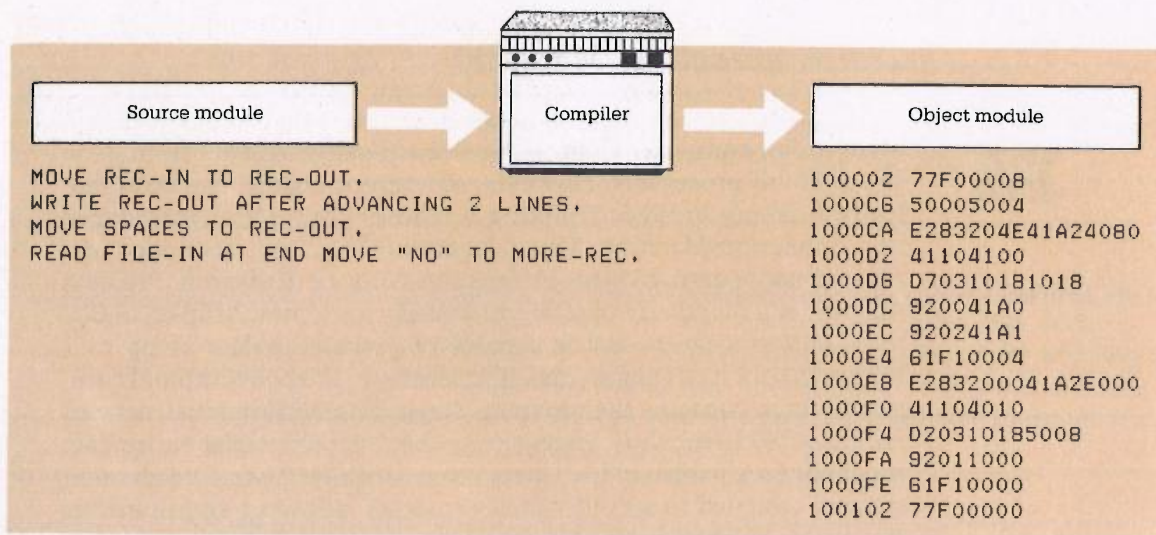 Source module
Compiler
Object module
MOVE REC-IN TO REC-OUT.
WRITE REC-OUT AFTER ADVANCING 2 LINES.
MOVE SPACES TO REC-OUT.
READ FILE-IN AT END MOVE "NO" TO MORE-REC.
100002 77F00008
1000C6 50005004
1000CA E283204E41A24080
1000D2 41104100
1000D6 D70310181018
1000DC 920041A0
1000EC 920241A1
1000E4 61F10004
1000E8 E283200041A2E000
1000F0 41104010
1000F4 D20310185008
1000FA 92011000
1000FE 61F10000
100102 77F00000